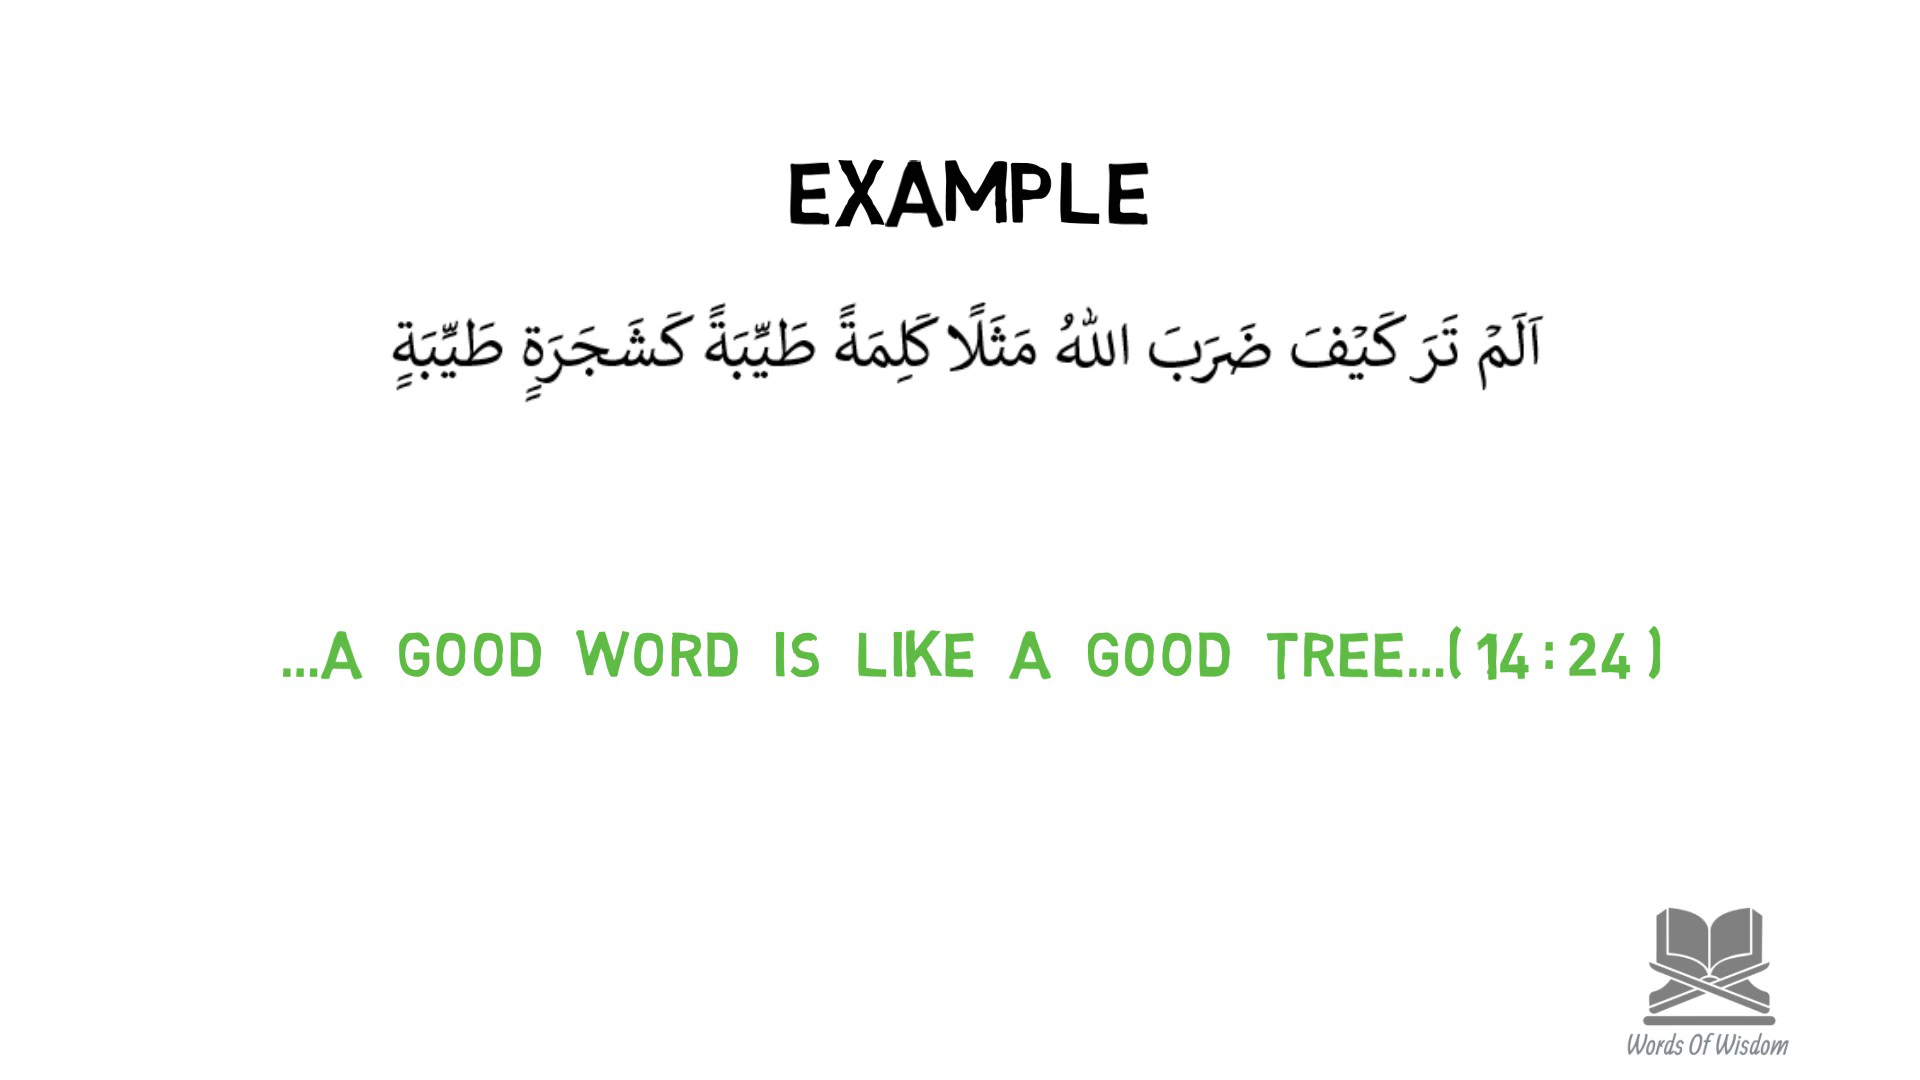 EXAMPLE
اَلَمْ تَرَ كَيْفَ ضَرَبَ اللّٰهُ مَثَلًا كَلِمَةً طَيِّبَةً كَشَجَرَةٍ طَيِّبَةٍ
...A GOOD WORD IS LIKE A GOOD TREE...(14:24)
Words Of Wisdom